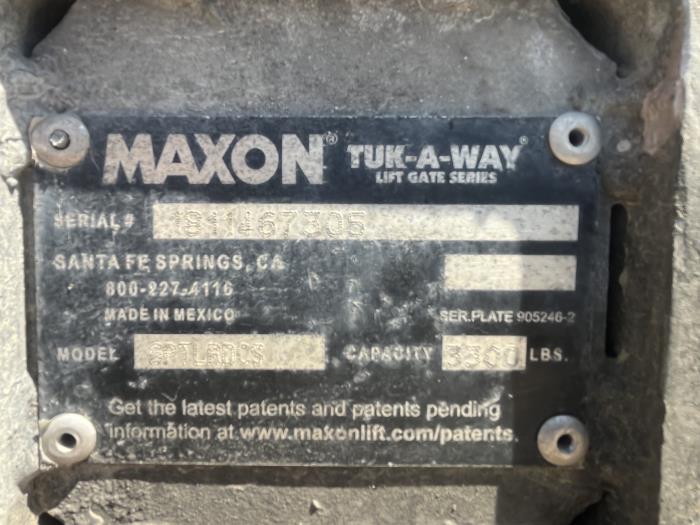 MAXON® TUK-A-WAY®
LIFT GATE SERIES
SERIAL # 1811467305
SANTA FE SPRINGS, CA
800-227-4116
MADE IN MEXICO
SER.PLATE 905246-2
MODEL CAPACITY 3300 LBS.
Get the latest patents and patents pending
information at www.maxonlift.com/patents.